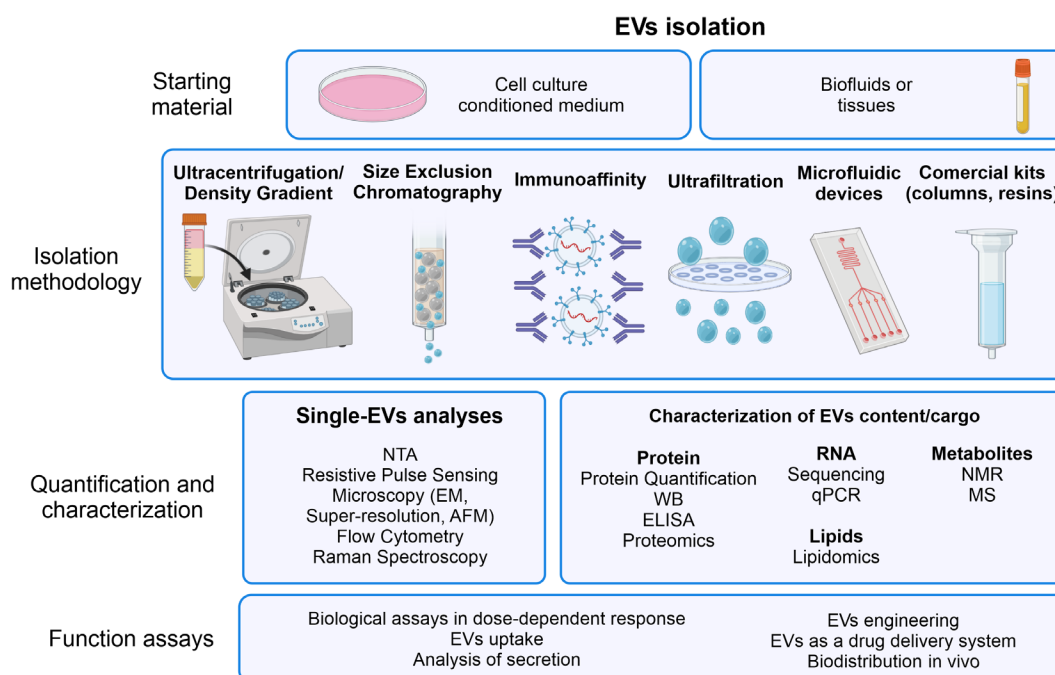 EVs isolation
Starting
material
Cell culture
conditioned medium
Biofluids or
tissues
Isolation
methodology
Ultracentrifugation/
Density Gradient
Size Exclusion
Chromatography
Immunoaffinity
Ultrafiltration
Microfluidic
devices
Comercial kits
(columns, resins)
Quantification and
characterization
Single-EVs analyses
NTA
Resistive Pulse Sensing
Microscopy (EM,
Super-resolution, AFM)
Flow Cytometry
Raman Spectroscopy
Characterization of EVs content/cargo
Protein
Protein Quantification
WB
ELISA
Proteomics
RNA
Sequencing
qPCR
Lipids
Lipidomics
Metabolites
NMR
MS
Function assays
Biological assays in dose-dependent response
EVs uptake
Analysis of secretion
EVs engineering
EVs as a drug delivery system
Biodistribution in vivo